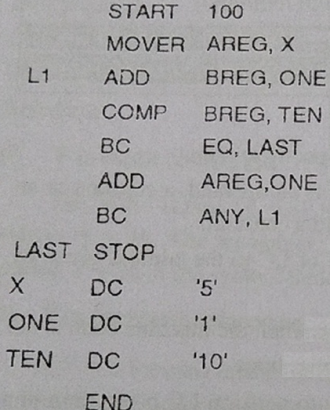 START 100
MOVER AREG, X
L1 ADD BREG, ONE
COMP BREG, TEN
BC EQ, LAST
ADD AREG,ONE
BC ANY, L1
LAST STOP
X DC '5'
ONE DC '1'
TEN DC '10'
END